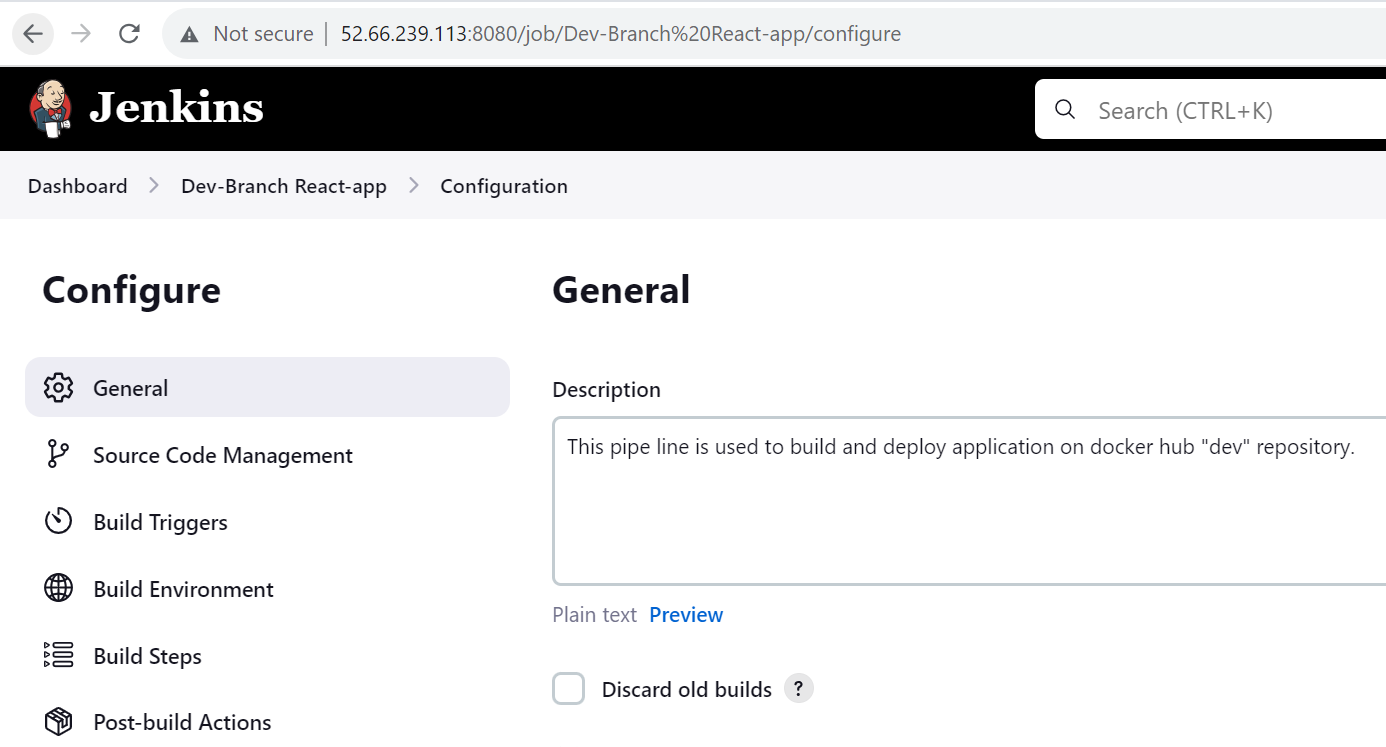 Not secure | 52.66.239.113:8080/job/Dev-Branch%20React-app/configure
Jenkins
Search (CTRL+K)
Dashboard > Dev-Branch React-app > Configuration
Configure
General
Source Code Management
Build Triggers
Build Environment
Build Steps
Post-build Actions
General
Description
This pipe line is used to build and deploy application on docker hub "dev" repository.
Plain text Preview
Discard old builds ?